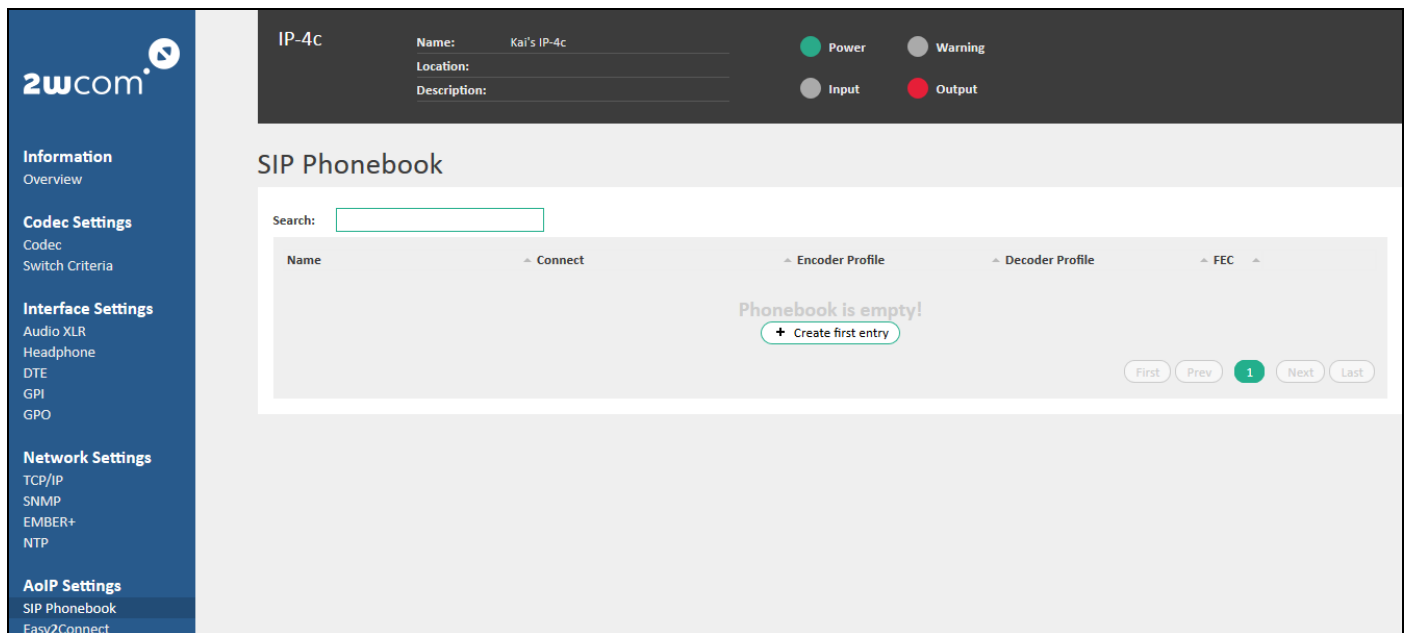 2wcom
Information
Overview
Codec Settings
Codec
Switch Criteria
Interface Settings
Audio XLR
Headphone
DTE
GPI
GPO
Network Settings
TCP/IP
SNMP
EMBER+
NTP
AoIP Settings
SIP Phonebook
Easy2Connect
IP-4c
Name: Kai's IP-4c
Location:
Description:
Power Warning
Input Output
SIP Phonebook
Search:
Name Connect Encoder Profile Decoder Profile FEC
Phonebook is empty!
+ Create first entry
First Prev 1 Next Last